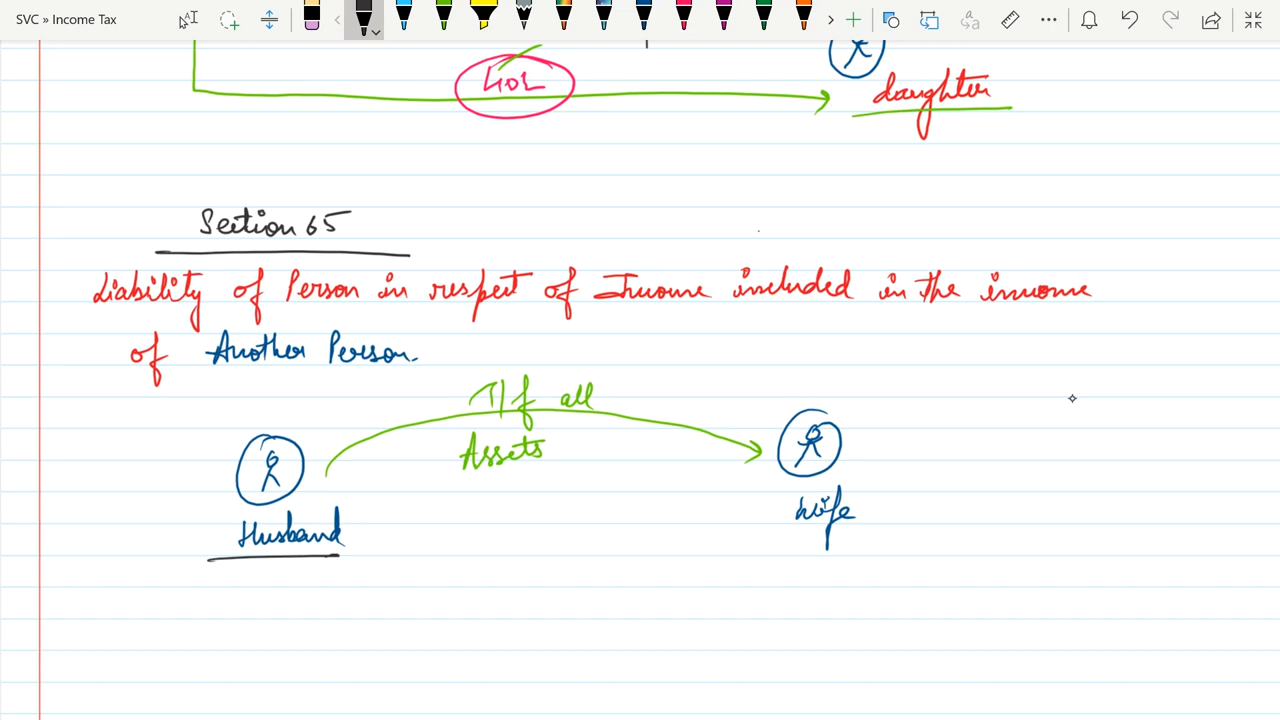 SVC » Income Tax
daughter
Section 65
Liability of Person in respect of Income included in the income
of Another Person.
T/f all
Assets
Husband
wife